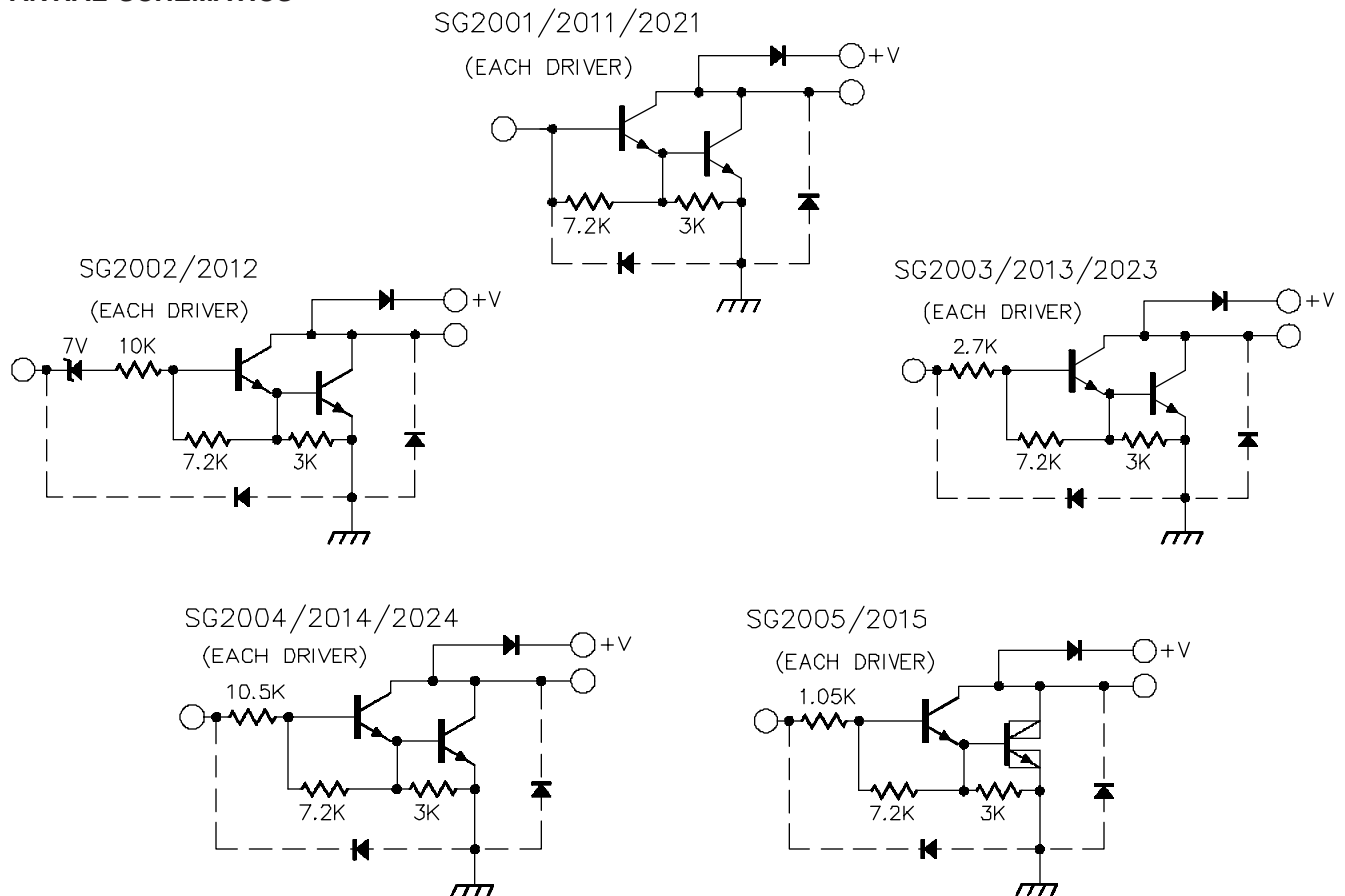 SG2001/2011/2021
(EACH DRIVER)
+V
7.2K 3K
SG2002/2012
(EACH DRIVER)
+V
7V 10K
7.2K 3K
SG2003/2013/2023
(EACH DRIVER)
+V
2.7K
7.2K 3K
SG2004/2014/2024
(EACH DRIVER)
+V
10.5K
7.2K 3K
SG2005/2015
(EACH DRIVER)
+V
1.05K
7.2K 3K